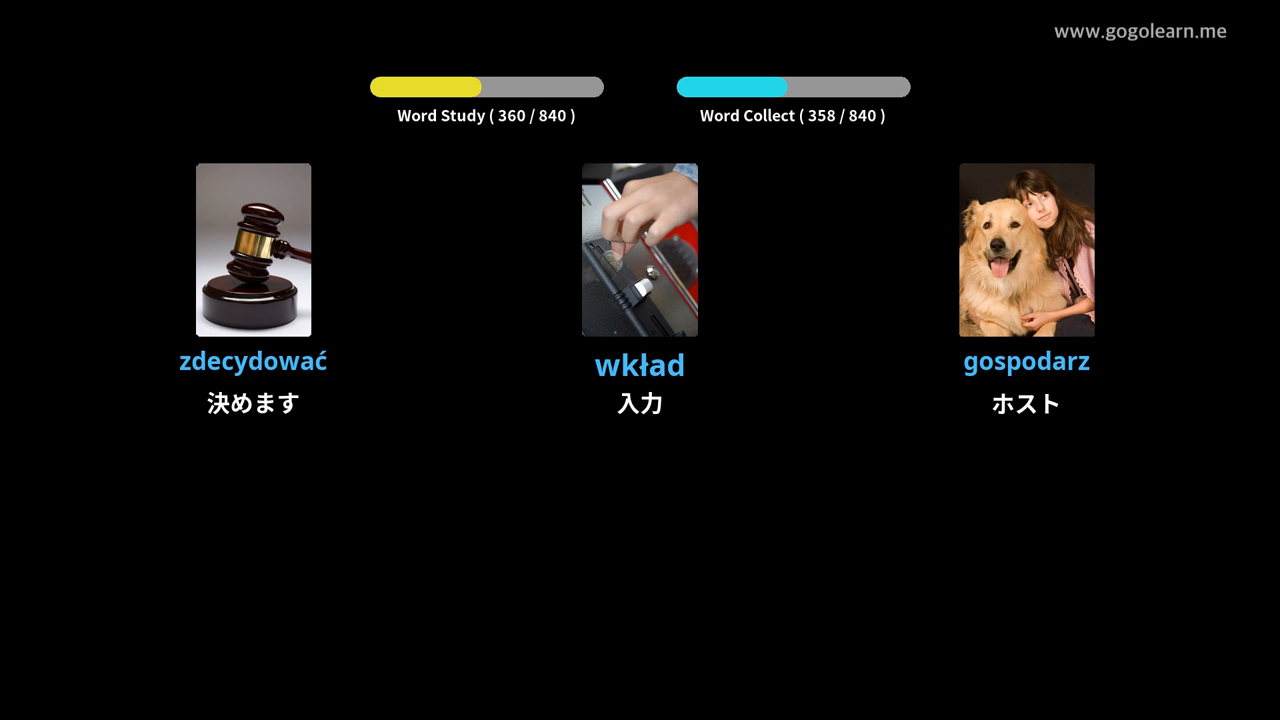 www.gogolearn.me
Word Study ( 360 / 840 )
Word Collect ( 358 / 840 )
zdecydować
wkład
gospodarz
決めます
入力
ホスト